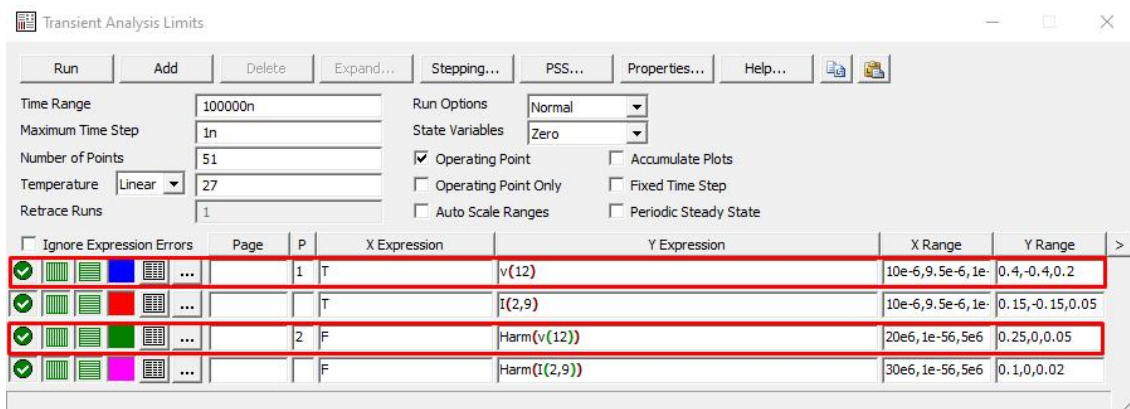 Transient Analysis Limits
Run Add Delete Expand... Stepping... PSS... Properties... Help...
Time Range 100000n Run Options Normal
Maximum Time Step 1n State Variables Zero
Number of Points 51 Operating Point Accumulate Plots
Temperature Linear 27 Operating Point Only Fixed Time Step
Retrace Runs 1 Auto Scale Ranges Periodic Steady State
Ignore Expression Errors Page P X Expression Y Expression X Range Y Range >
... 1 T v(12) 10e-6,9.5e-6,1e- 0.4,-0.4,0.2
... T I(2,9) 10e-6,9.5e-6,1e- 0.15,-0.15,0.05
... 2 F Harm(v(12)) 20e6,1e-56,5e6 0.25,0,0.05
... F Harm(I(2,9)) 30e6,1e-56,5e6 0.1,0,0.02